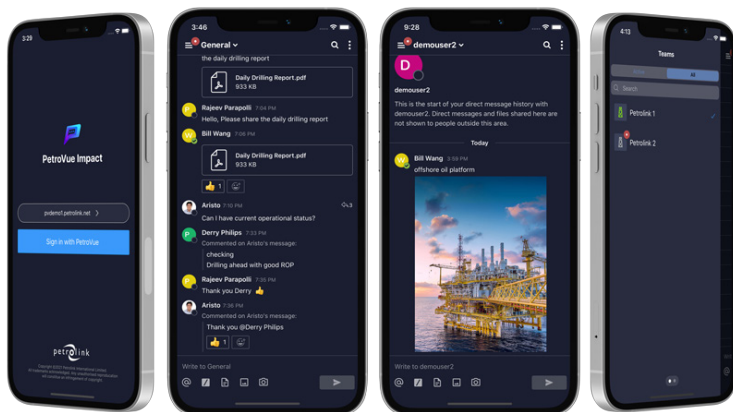 3:29
PetroVue Impact
pvdemo1.petrolink.net >
Sign in with PetroVue
petrolink
3:46
General
the daily drilling report
Daily Drilling Report.pdf
933 KB
Rajeev Parapolli 7:04 PM
Hello, Please share the daily drilling report
Bill Wang 7:06 PM
Daily Drilling Report.pdf
933 KB
1
Aristo 7:10 PM
3
Can I have current operational status?
Derry Philips 7:23 PM
Commented on Aristo's message:
checking
Drilling ahead with good ROP
Rajeev Parapolli 7:35 PM
Thank you Derry
Aristo 7:36 PM
Commented on Aristo's message:
Thank you @Derry Philips
1
Write to General
9:28
demouser2
D
demouser2
This is the start of your direct message history with
demouser2. Direct messages and files shared here are
not shown to people outside this area.
Today
Bill Wang 3:58 PM
offshore oil platform
Write to demouser2
4:13
Teams
All
Search
Petrolink 1
Petrolink 2